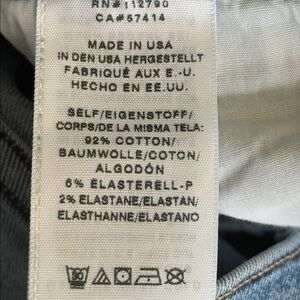 RN#112790
CA#57414
MADE IN USA
IN DEN USA HERGESTELLT
FABRIQUÉ AUX E.-U.
HECHO EN EE.UU.
SELF/EIGENSTOFF/
CORPS/DE LA MISMA TELA:
92% COTTON/
BAUMWOLLE/COTON/
ALGODÓN
6% ELASTERELL-P
2% ELASTANE/ELASTAN/
ELASTHANNE/ELASTANO